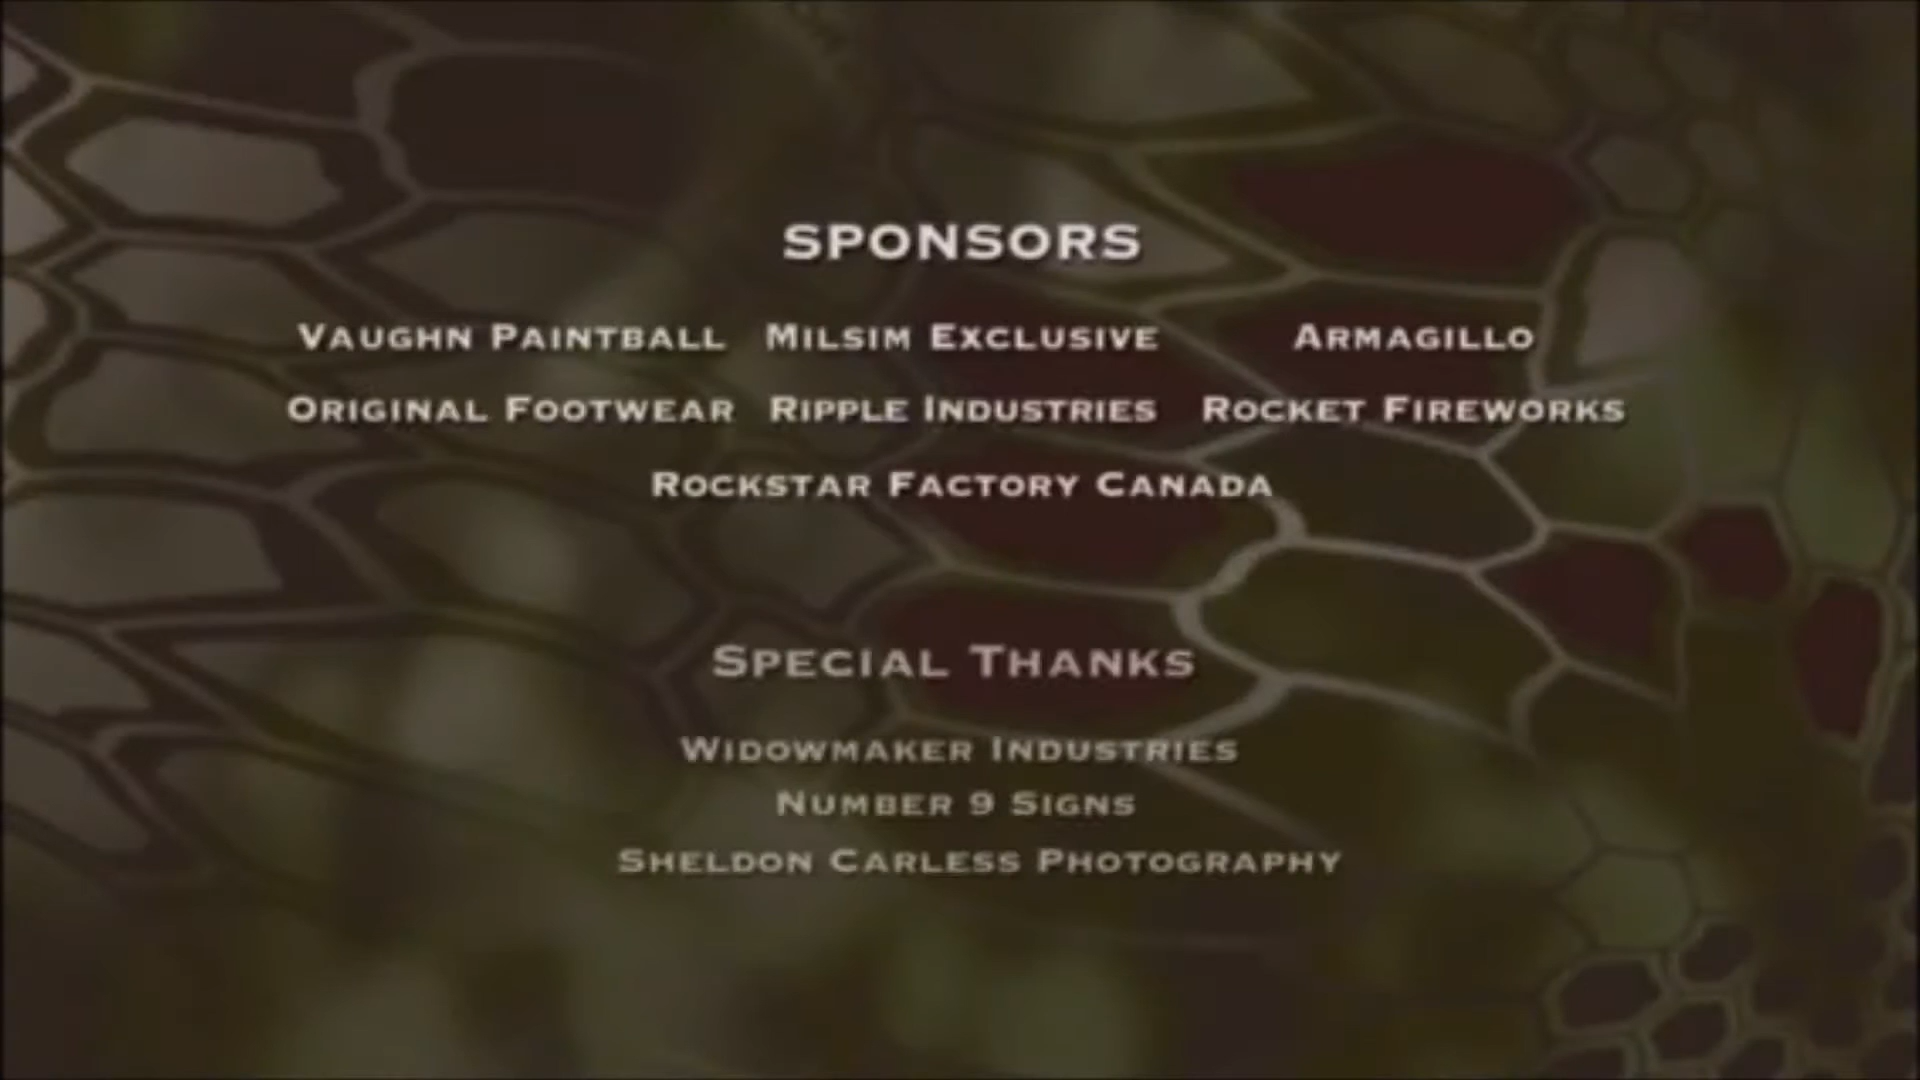 SPONSORS
VAUGHN PAINTBALL MILSIM EXCLUSIVE ARMAGILLO
ORIGINAL FOOTWEAR RIPPLE INDUSTRIES ROCKET FIREWORKS
ROCKSTAR FACTORY CANADA
SPECIAL THANKS
WIDOWMAKER INDUSTRIES
NUMBER 9 SIGNS
SHELDON CARLESS PHOTOGRAPHY